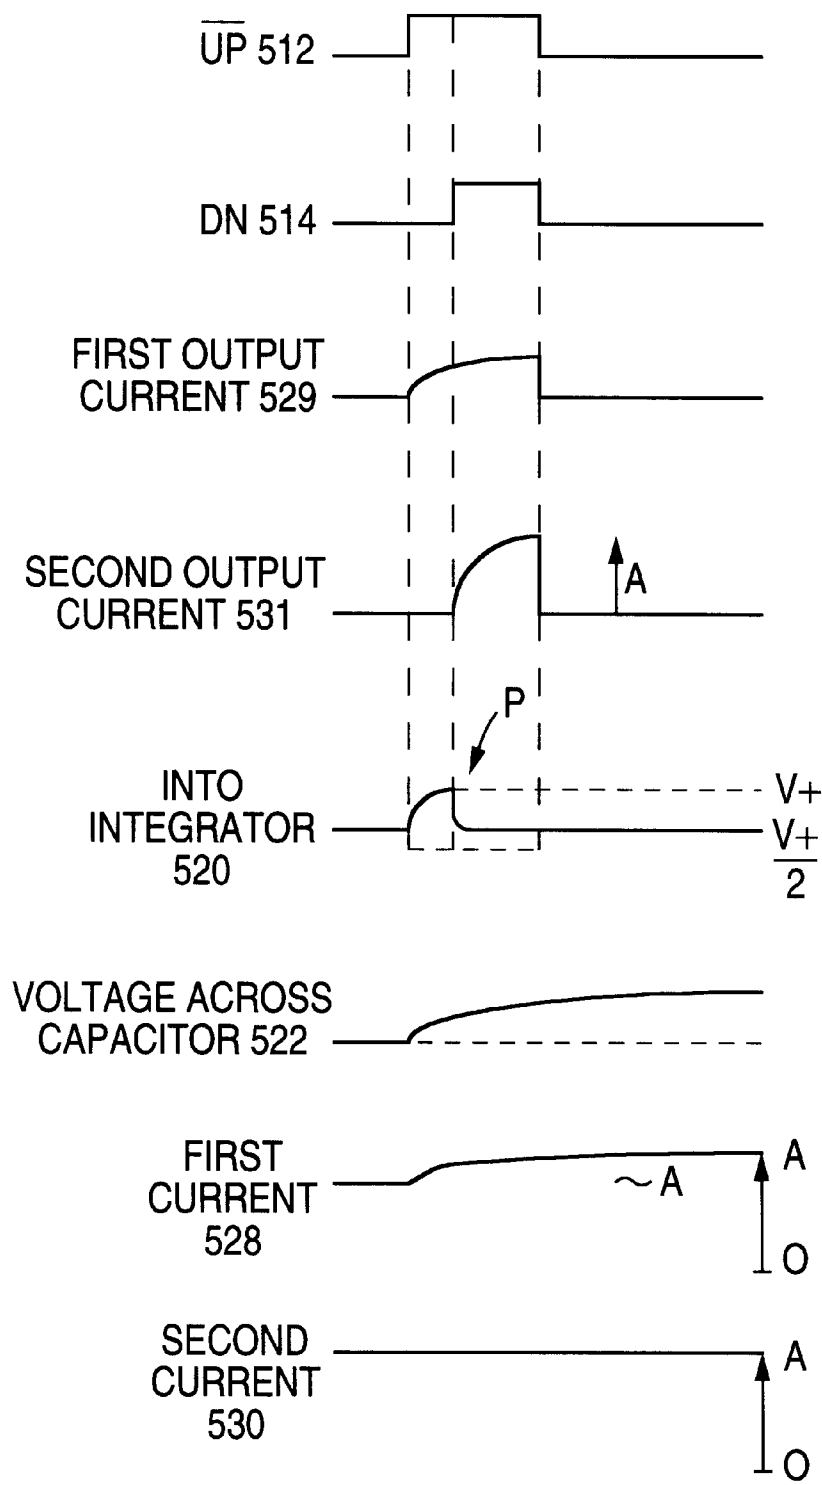 UP 512
DN 514
FIRST OUTPUT
CURRENT 529
SECOND OUTPUT
CURRENT 531
A
P
INTO
INTEGRATOR
520
V+
V+
2
VOLTAGE ACROSS
CAPACITOR 522
FIRST
CURRENT
528
A
~A
O
SECOND
CURRENT
530
A
O